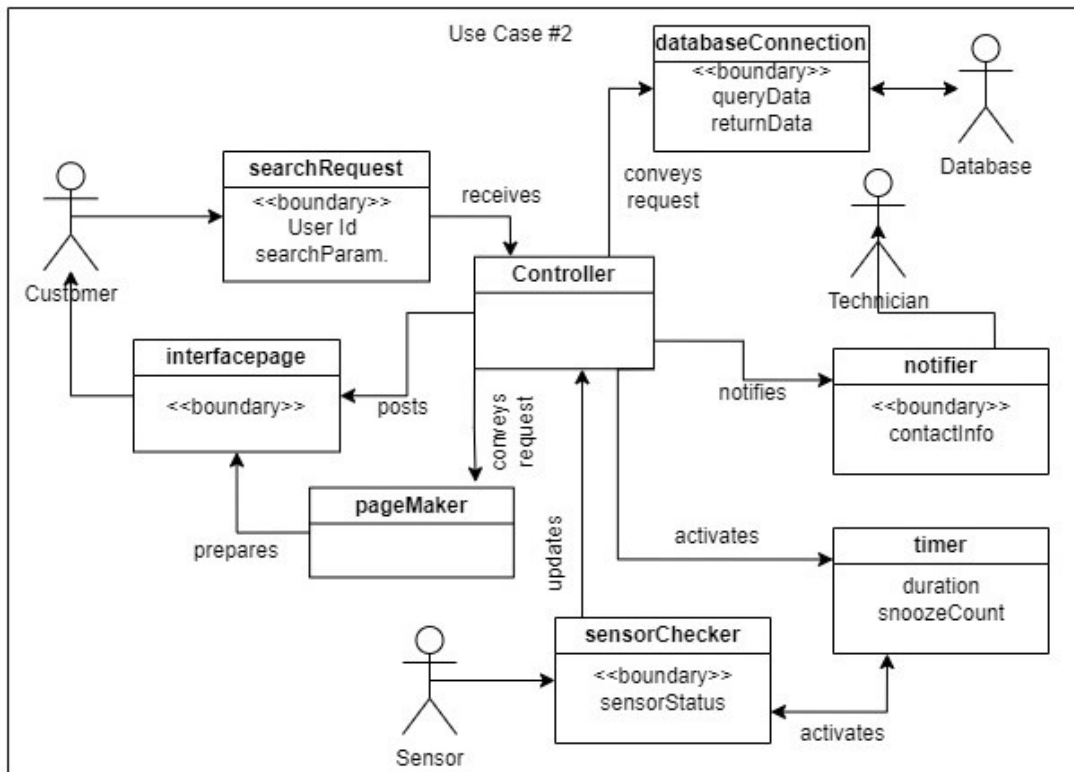 Use Case #2
databaseConnection
<<boundary>>
queryData
returnData
Database
searchRequest
<<boundary>>
User Id
searchParam.
receives
conveys
request
Customer
Controller
Technician
interfacepage
<<boundary>>
posts
conveys
request
notifies
notifier
<<boundary>>
contactInfo
pageMaker
prepares
updates
activates
timer
duration
snoozeCount
sensorChecker
<<boundary>>
sensorStatus
activates
Sensor